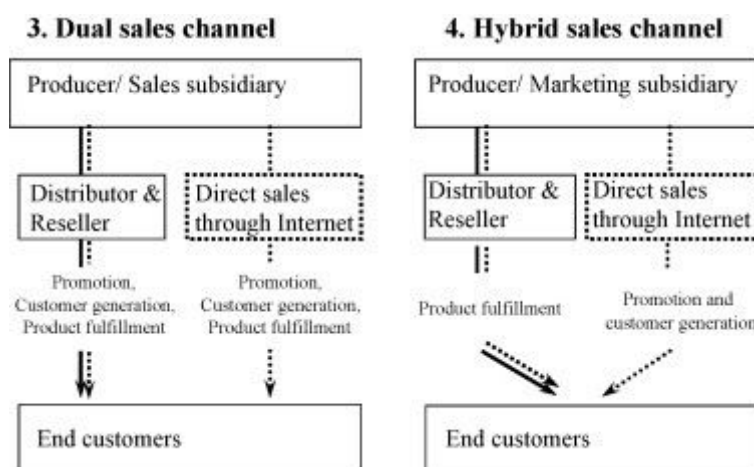 3. Dual sales channel
Producer/ Sales subsidiary
Distributor &
Reseller
Direct sales
through Internet
Promotion,
Customer generation,
Product fulfillment
Promotion,
Customer generation,
Product fulfillment
End customers
4. Hybrid sales channel
Producer/ Marketing subsidiary
Distributor &
Reseller
Direct sales
through Internet
Product fulfillment
Promotion and
customer generation
End customers